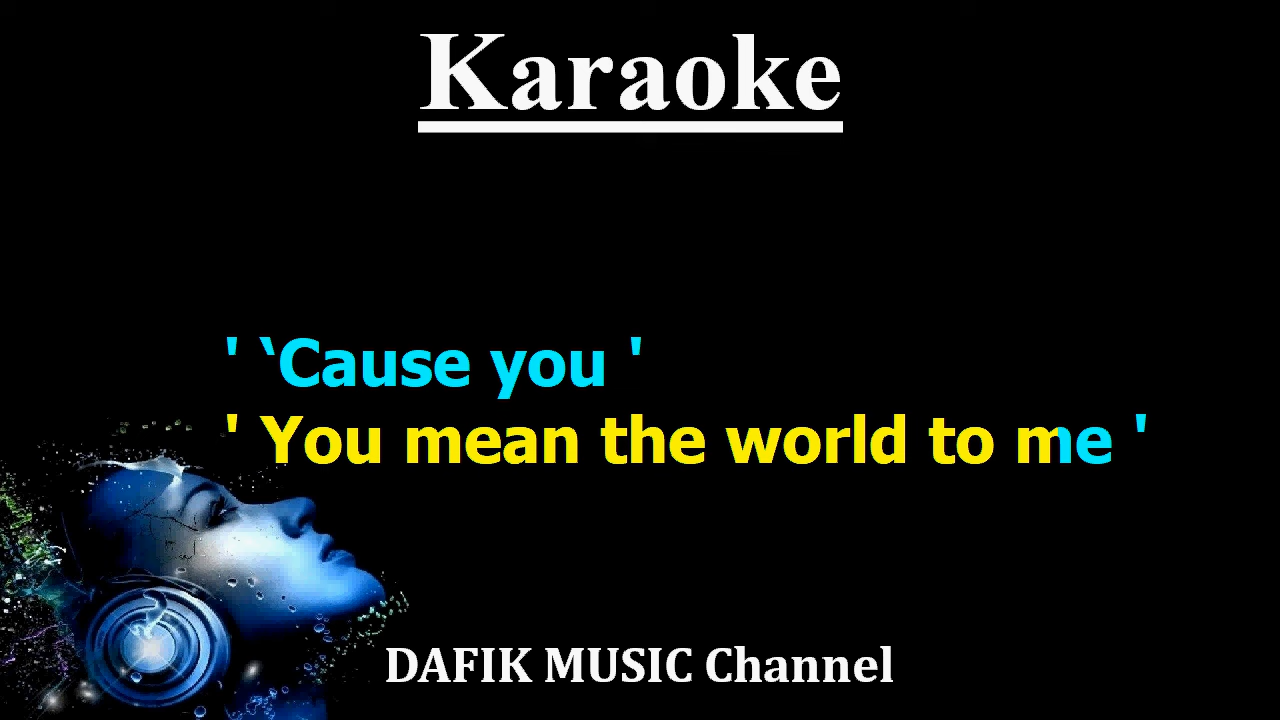 Karaoke
' ‘Cause you '
' You mean the world to me '
DAFIK MUSIC Channel